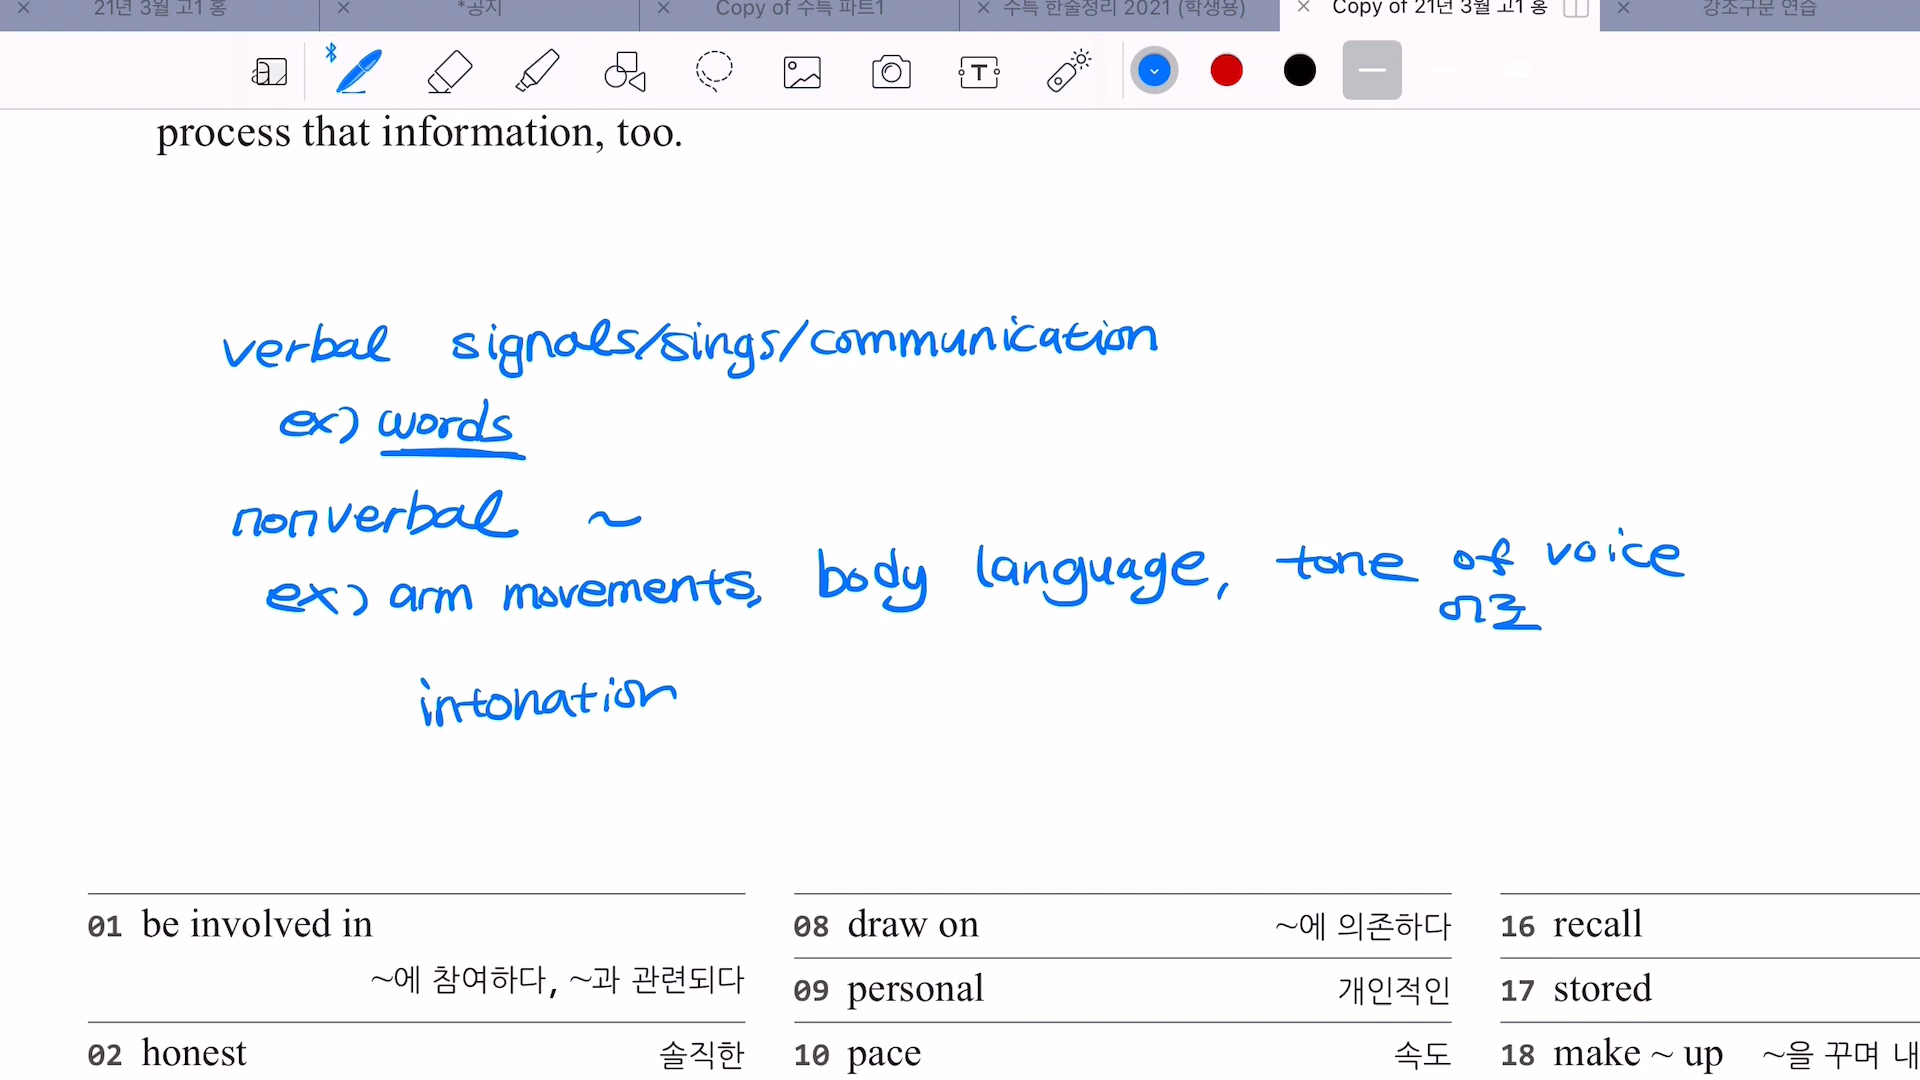 21년 3월 고1 홍
*공지
Copy of 수특 파트1
수특 한술정리 2021 (학생용)
Copy of 21년 3월 고1 홍
강조구문 연습
process that information, too.
verbal signals/sings/communication
ex) words
nonverbal ~
ex) arm movements, body language, tone of voice
어조
intonation
01 be involved in
~에 참여하다, ~과 관련되다
02 honest 솔직한
08 draw on ~에 의존하다
09 personal 개인적인
10 pace 속도
16 recall
17 stored
18 make ~ up ~을 꾸며 내